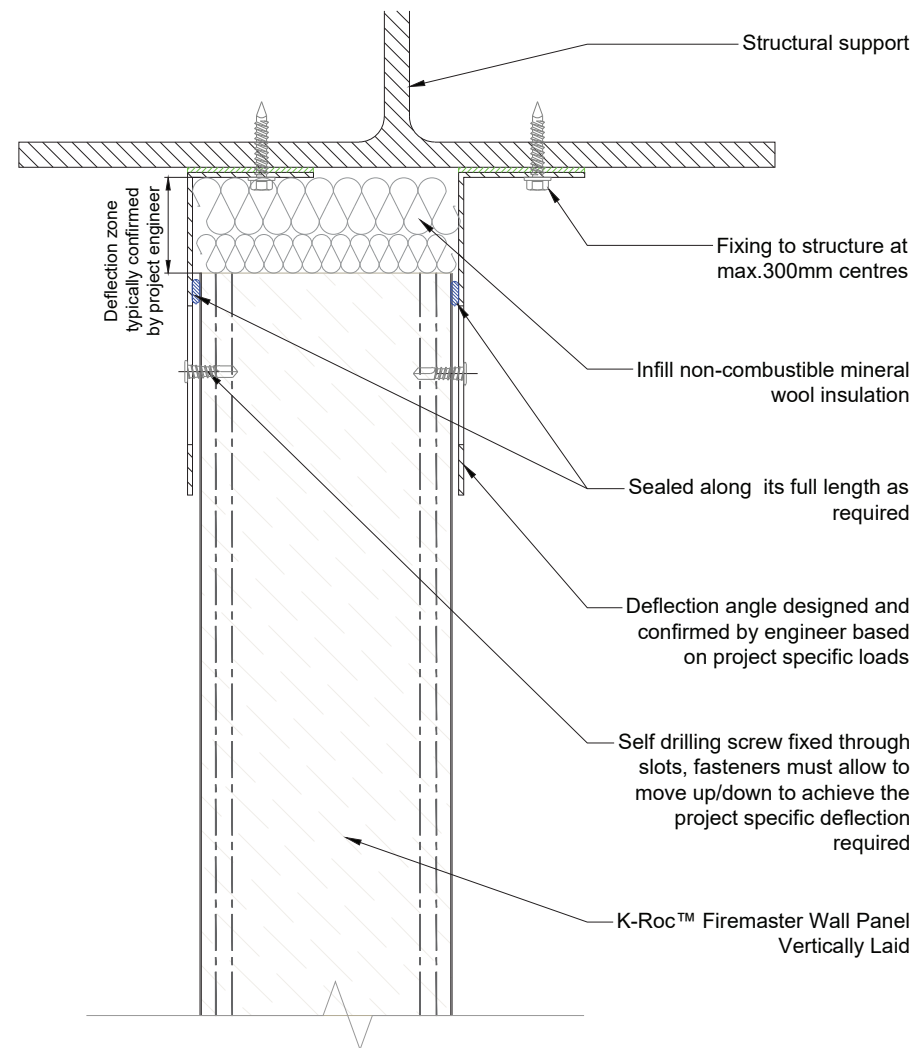 Structural support
Deflection zone
typically confirmed
by project engineer
Fixing to structure at
max.300mm centres
Infill non-combustible mineral
wool insulation
Sealed along  its full length as
required
Deflection angle designed and
confirmed by engineer based
on project specific loads
Self drilling screw fixed through
slots, fasteners must allow to
move up/down to achieve the
project specific deflection
required
K-Roc™ Firemaster Wall Panel
Vertically Laid